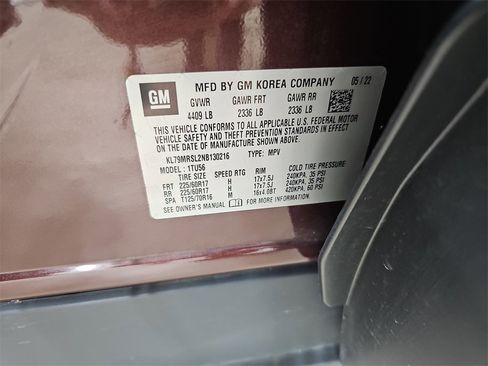 GM MFD BY GM KOREA COMPANY 05 / 22
GVWR GAWR FRT GAWR RR
4409 LB 2336 LB 2336 LB
THIS VEHICLE CONFORMS TO ALL APPLICABLE U.S. FEDERAL MOTOR
VEHICLE SAFETY AND THEFT PREVENTION STANDARDS IN EFFECT
ON THE DATE OF MANUFACTURE SHOWN ABOVE.
KL79MRSL2NB130216 TYPE: MPV
MODEL : 1TU56
TIRE SIZE SPEED RTG RIM COLD TIRE PRESSURE
FRT 225/60R17 H 17x7.5J 240KPA, 35 PSI
RR 225/60R17 H 17x7.5J 240KPA, 35 PSI
SPA T125/70R16 M 16x4.0BT 420KPA, 60 PSI
SEE OWNER'S MANUAL FOR MORE INFORMATION.